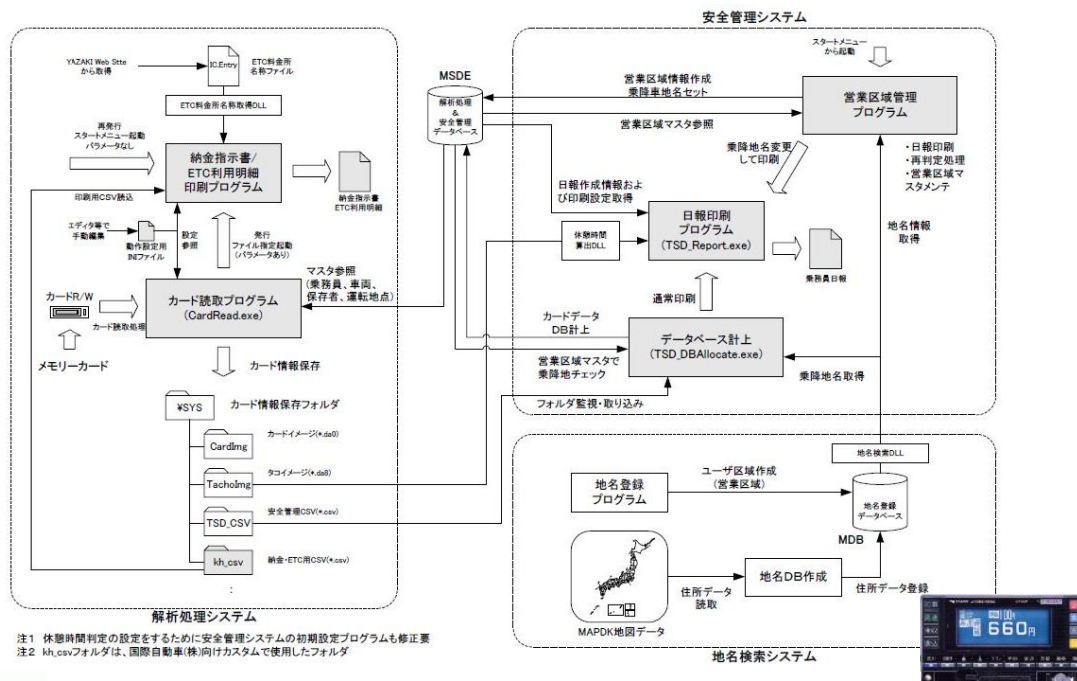 安全管理システム
YAZAKI Web Stte
から取得
IC.Entry
ETC料金所
名称ファイル
ETC料金所名称取得DLL
再発行
スタートメニュー起動
パラメータなし
納金指示書/
ETC利用明細
印刷プログラム
納金指示書
ETC利用明細
印刷用CSV読込
エディタ等で
手動編集
動作設定用
INIファイル
設定
参照
発行
ファイル指定起動
(パラメータあり)
カードR/W
カード読取処理
メモリーカード
カード読取プログラム
(CardRead.exe)
マスタ参照
(乗務員、車両、
保存者、運転地点)
カード情報保存
¥SYS
カード情報保存フォルダ
CardImg
カードイメージ(*.da0)
TachoImg
タコイメージ(*.da8)
TSD_CSV
安全管理CSV(*.csv)
kh_csv
納金・ETC用CSV(*.csv)
:
解析処理システム
MSDE
解析処理
&
安全管理
データベース
営業区域情報作成
乗降車地名セット
営業区域マスタ参照
スタートメニュー
から起動
営業区域管理
プログラム
・日報印刷
・再判定処理
・営業区域マ
スタメンテ
乗降地名変更
して印刷
日報作成情報およ
び印刷設定取得
休憩時間
算出DLL
日報印刷
プログラム
(TSD_Report.exe)
乗務員日報
地名情報
取得
通常印刷
カードデータ
DB計上
データベース計上
(TSD_DBAllocate.exe)
営業区域マスタで
乗降地チェック
乗降地名取得
フォルダ監視・取り込み
地名検索DLL
地名登録
プログラム
ユーザ区域作成
(営業区域)
地名登録
データベース
MDB
住所データ
読取
地名DB作成
住所データ登録
MAPDK地図データ
地名検索システム
注1 休憩時間判定の設定をするために安全管理システムの初期設定プログラムも修正要
注2 kh_csvフォルダは、国際自動車(株)向けカスタムで使用したフォルダ
660円